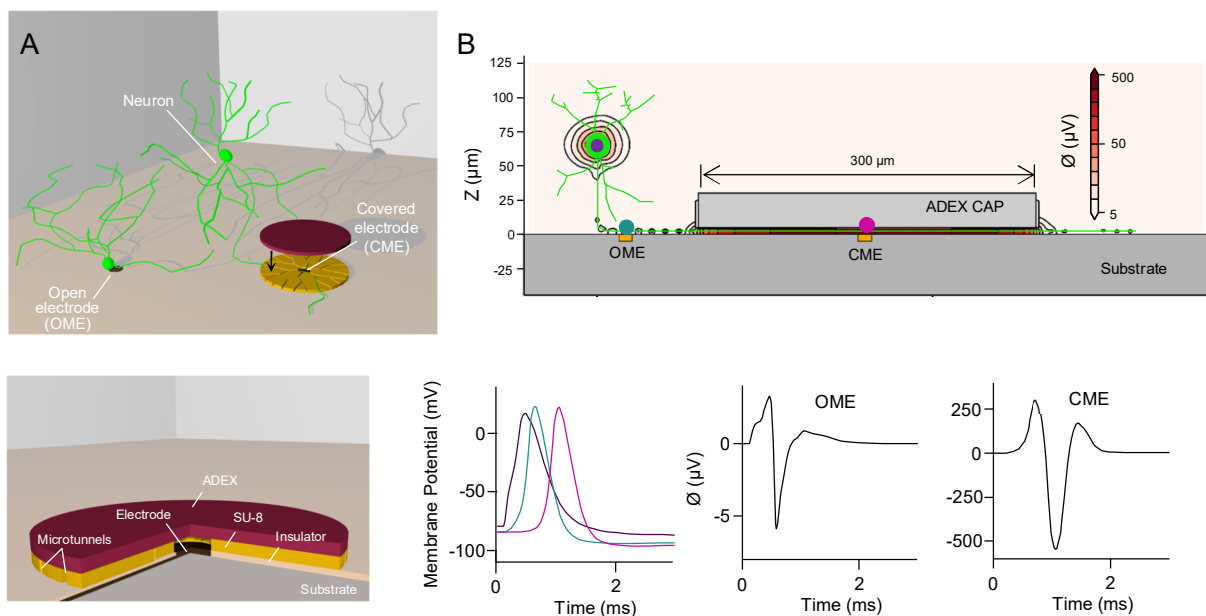 A
Neuron
Covered
electrode
(CME)
Open
electrode
(OME)
B
125
100
75
50
25
0
-25
Z (µm)
300 µm
ADEX CAP
OME
CME
Substrate
Ø (µV)
500
50
5
ADEX
Electrode
SU-8
Microtunnels
Insulator
Substrate
Membrane Potential (mV)
0
-50
-100
0
2
Time (ms)
OME
Ø (µV)
0
-5
0
2
Time (ms)
CME
250
0
-250
-500
0
2
Time (ms)